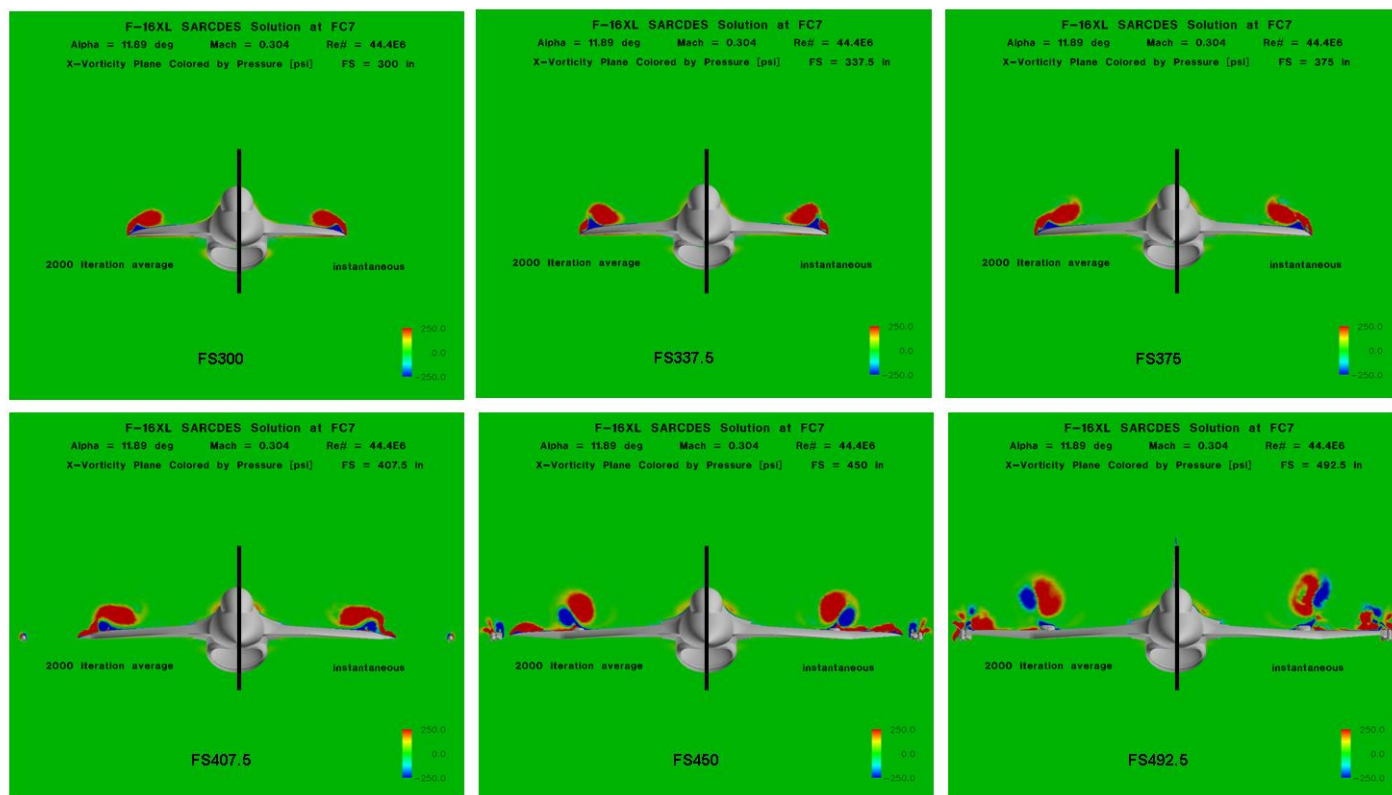 F-16XL SARCDES Solution at FC7
Alpha = 11.89 deg Mach = 0.304 Re# = 44.4E6
X-Vorticity Plane Colored by Pressure [psi] FS = 300 in
2000 iteration average instantaneous
250.0
0.0
-250.0
FS300
F-16XL SARCDES Solution at FC7
Alpha = 11.89 deg Mach = 0.304 Re# = 44.4E6
X-Vorticity Plane Colored by Pressure [psi] FS = 337.5 in
2000 iteration average instantaneous
250.0
0.0
-250.0
FS337.5
F-16XL SARCDES Solution at FC7
Alpha = 11.89 deg Mach = 0.304 Re# = 44.4E6
X-Vorticity Plane Colored by Pressure [psi] FS = 375 in
2000 iteration average instantaneous
250.0
0.0
-250.0
FS375
F-16XL SARCDES Solution at FC7
Alpha = 11.89 deg Mach = 0.304 Re# = 44.4E6
X-Vorticity Plane Colored by Pressure [psi] FS = 407.5 in
2000 iteration average instantaneous
250.0
0.0
-250.0
FS407.5
F-16XL SARCDES Solution at FC7
Alpha = 11.89 deg Mach = 0.304 Re# = 44.4E6
X-Vorticity Plane Colored by Pressure [psi] FS = 450 in
2000 iteration average instantaneous
250.0
0.0
-250.0
FS450
F-16XL SARCDES Solution at FC7
Alpha = 11.89 deg Mach = 0.304 Re# = 44.4E6
X-Vorticity Plane Colored by Pressure [psi] FS = 492.5 in
2000 iteration average instantaneous
250.0
0.0
-250.0
FS492.5